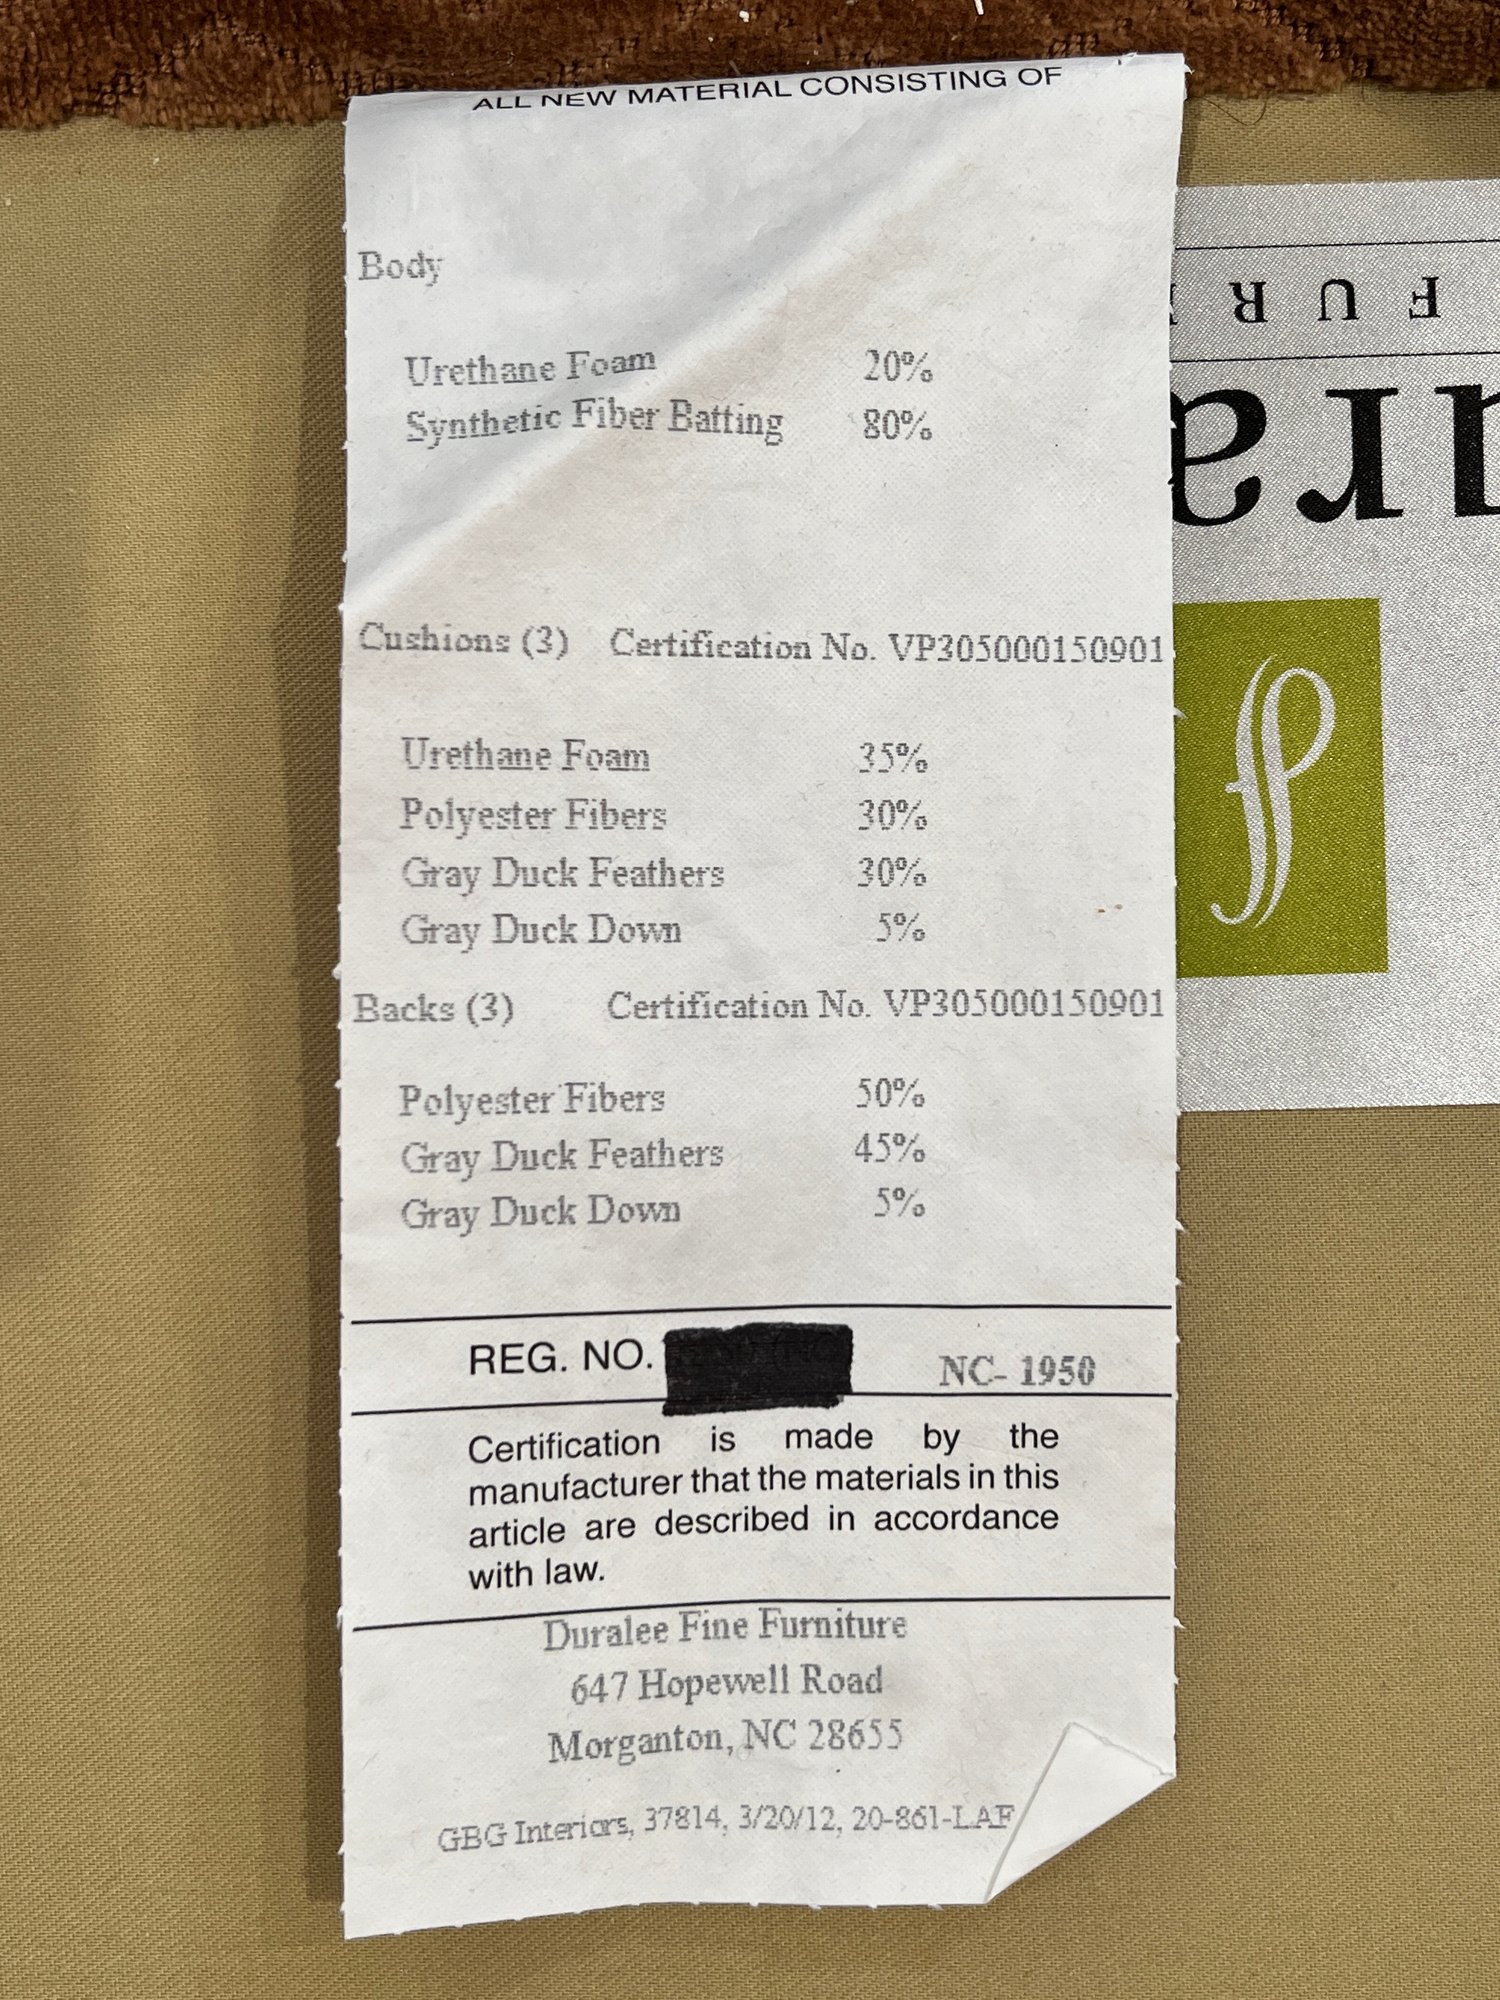 ALL NEW MATERIAL CONSISTING OF
Body
Urethane Foam 20%
Synthetic Fiber Batting 80%
Cushions (3) Certification No. VP305000150901
Urethane Foam 35%
Polyester Fibers 30%
Gray Duck Feathers 30%
Gray Duck Down 5%
Backs (3) Certification No. VP305000150901
Polyester Fibers 50%
Gray Duck Feathers 45%
Gray Duck Down 5%
REG. NO. NC- 1950
Certification is made by the
manufacturer that the materials in this
article are described in accordance
with law.
Duralee Fine Furniture
647 Hopewell Road
Morganton, NC 28655
GBG Interiors, 37814, 3/20/12, 20-861-LAF